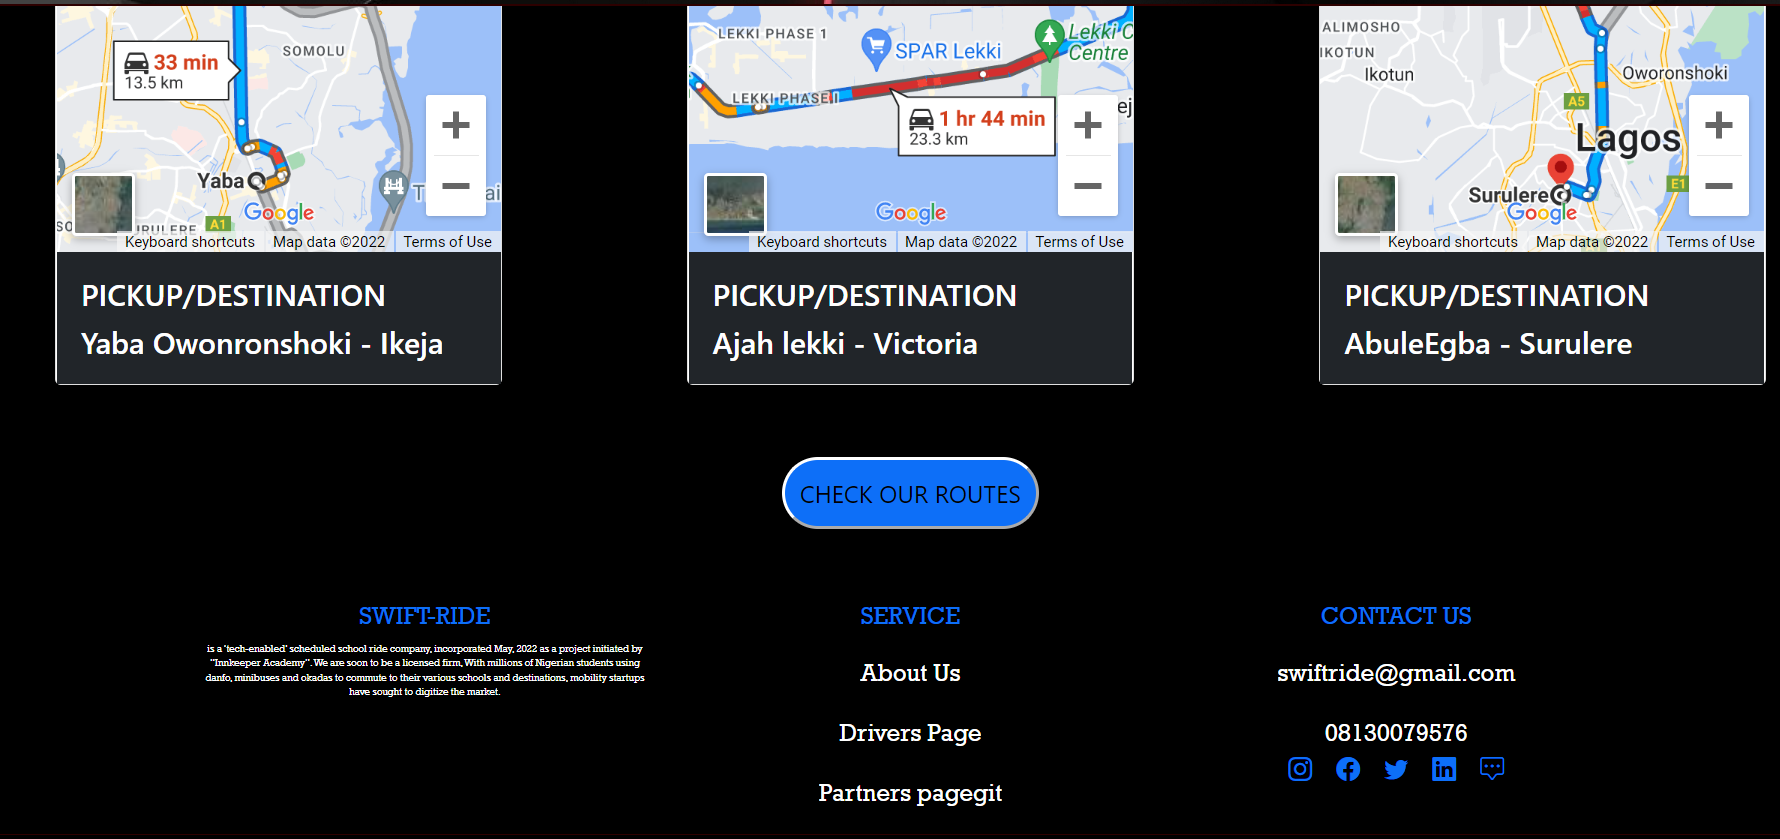 SOMOLU
33 min
13.5 km
Yaba
A1
Google
Keyboard shortcuts
Map data ©2022
Terms of Use
PICKUP/DESTINATION
Yaba Owonronshoki - Ikeja
LEKKI PHASE 1
SPAR Lekki
Lekki C
Centre
LEKKI PHASE I
1 hr 44 min
23.3 km
Google
Keyboard shortcuts
Map data ©2022
Terms of Use
PICKUP/DESTINATION
Ajah lekki - Victoria
ALIMOSHO
IKOTUN
Ikotun
Oworonshoki
A5
Lagos
E1
Surulere
Google
Keyboard shortcuts
Map data ©2022
Terms of Use
PICKUP/DESTINATION
AbuleEgba - Surulere
CHECK OUR ROUTES
SWIFT-RIDE
is a 'tech-enabled' scheduled school ride company, incorporated May, 2022 as a project initiated by
"Innkeeper Academy". We are soon to be a licensed firm, With millions of Nigerian students using
danfo, minibuses and okadas to commute to their various schools and destinations, mobility startups
have sought to digitize the market.
SERVICE
About Us
Drivers Page
Partners pagegit
CONTACT US
swiftride@gmail.com
08130079576